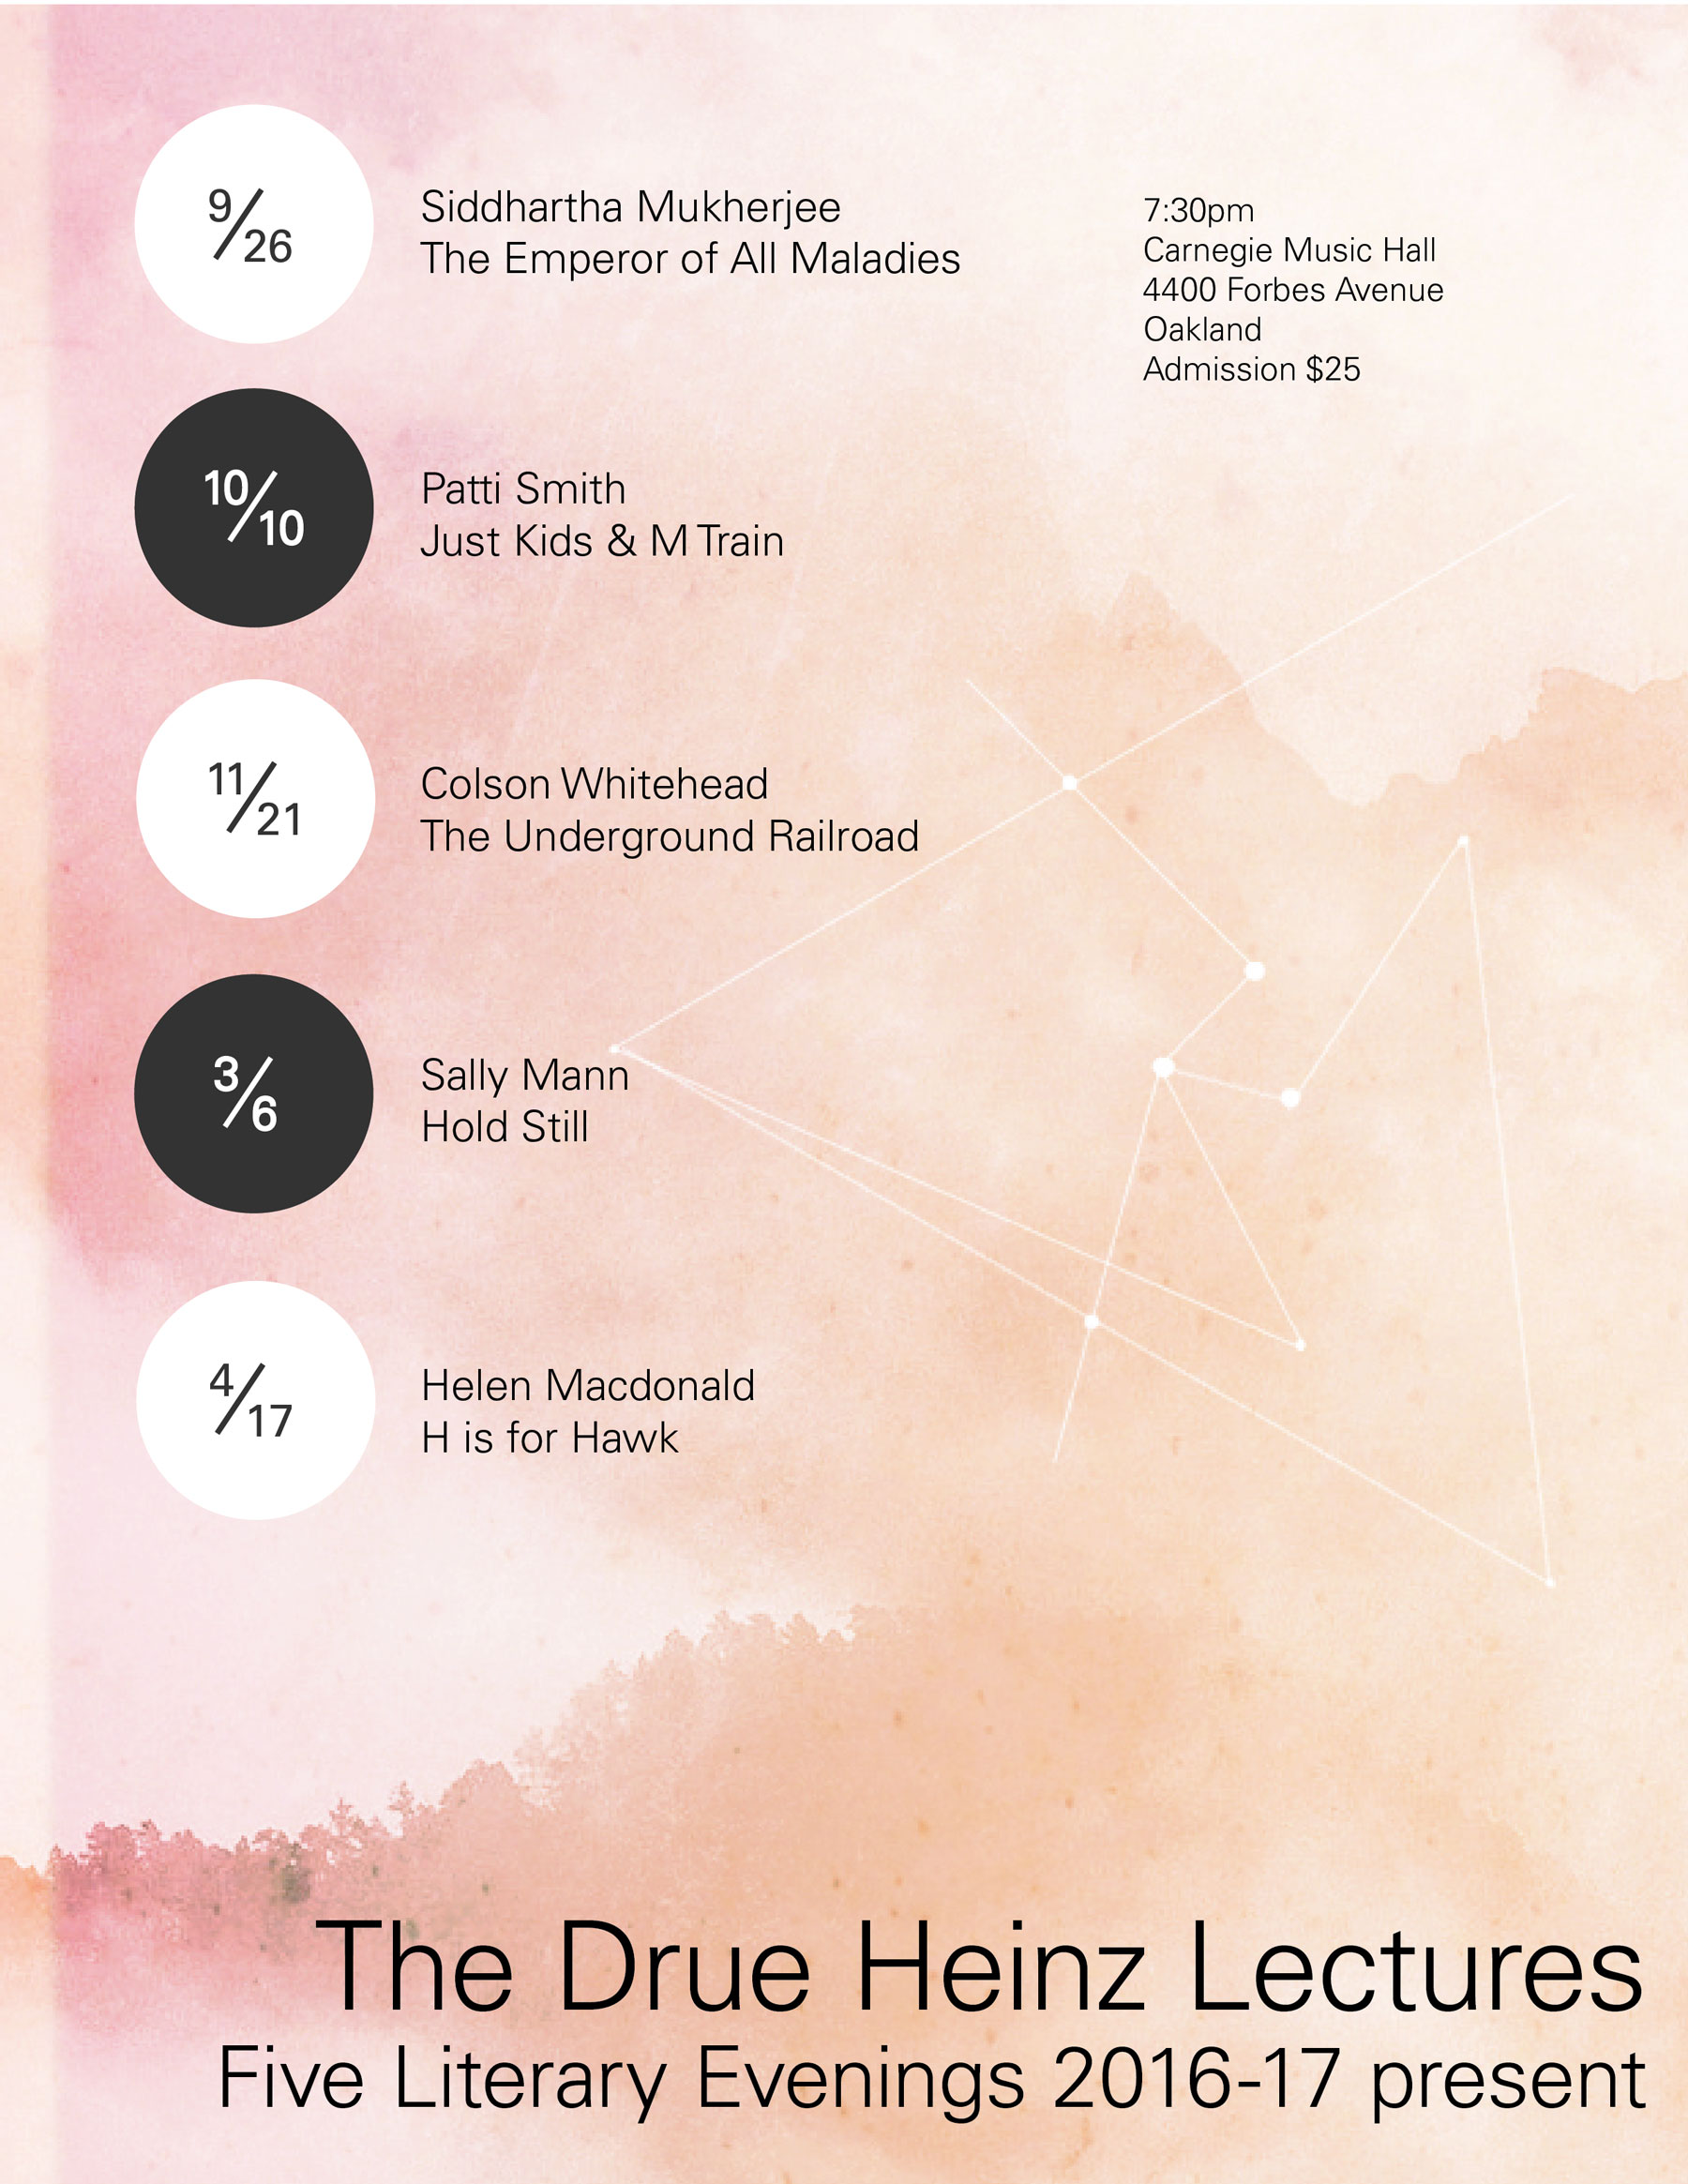 9/26
Siddhartha Mukherjee
The Emperor of All Maladies
7:30pm
Carnegie Music Hall
4400 Forbes Avenue
Oakland
Admission $25
10/10
Patti Smith
Just Kids & M Train
11/21
Colson Whitehead
The Underground Railroad
3/6
Sally Mann
Hold Still
4/17
Helen Macdonald
H is for Hawk
The Drue Heinz Lectures
Five Literary Evenings 2016-17 present